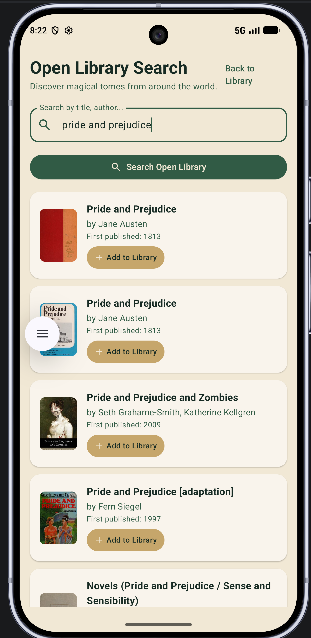 8:22
5G
Open Library Search
Back to
Library
Discover magical tomes from around the world.
Search by title, author...
pride and prejudice
Search Open Library
Pride and Prejudice
by Jane Austen
First published: 1813
+ Add to Library
Pride and Prejudice
by Jane Austen
First published: 1813
+ Add to Library
Pride and Prejudice and Zombies
by Seth Grahame-Smith, Katherine Kellgren
First published: 2009
+ Add to Library
Pride and Prejudice [adaptation]
by Fern Siegel
First published: 1997
+ Add to Library
Novels (Pride and Prejudice / Sense and
Sensibility)